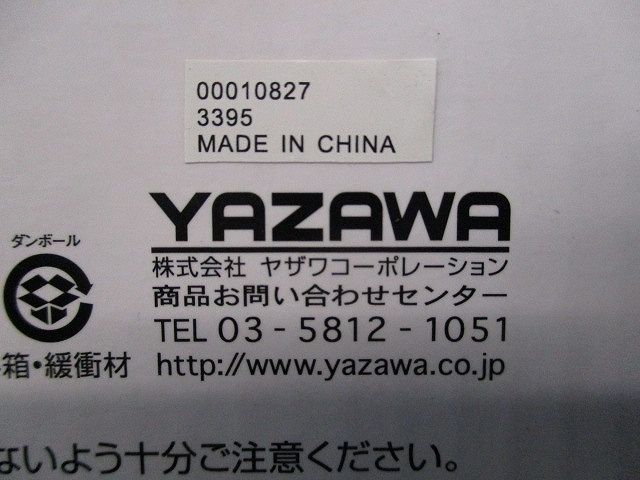 00010827
3395
MADE IN CHINA
YAZAWA
ダンボール
株式会社 ヤザワコーポレーション
商品お問い合わせセンター
TEL 03-5812-1051
箱・緩衝材
http://www.yazawa.co.jp
ないよう十分ご注意ください。